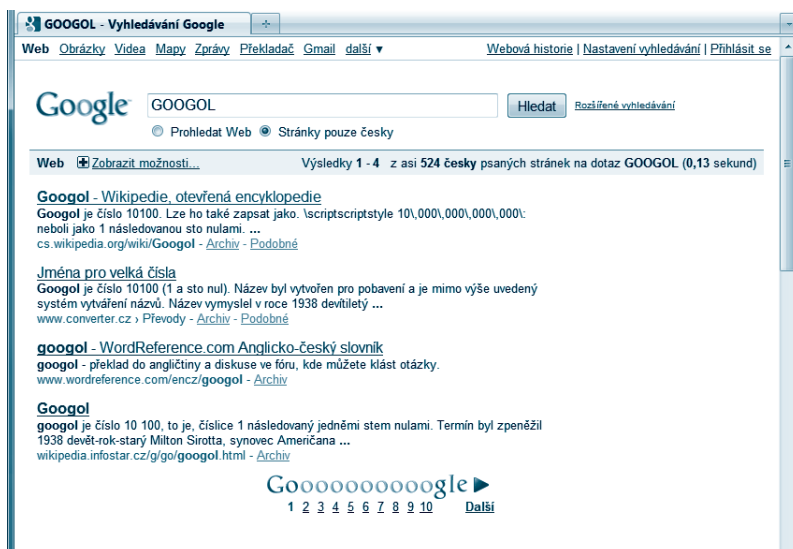 GOOGOL - Vyhledávání Google
Web Obrázky Videa Mapy Zprávy Překladač Gmail další ▼ Webová historie | Nastavení vyhledávání | Přihlásit se
Google GOOGOL Hledat Rozšířené vyhledávání
Prohledat Web Stránky pouze česky
Web Zobrazit možnosti... Výsledky 1 - 4 z asi 524 česky psaných stránek na dotaz GOOGOL (0,13 sekund)
Googol - Wikipedie, otevřená encyklopedie
Googol je číslo 10100. Lze ho také zapsat jako. \scriptscriptstyle 10\,000\,000\,000\,000\:
neboli jako 1 následovanou sto nulami. ...
cs.wikipedia.org/wiki/Googol - Archiv - Podobné
Jména pro velká čísla
Googol je číslo 10100 (1 a sto nul). Název byl vytvořen pro pobavení a je mimo výše uvedený
systém vytváření názvů. Název vymyslel v roce 1938 devítiletý ...
www.converter.cz › Převody - Archiv - Podobné
googol - WordReference.com Anglicko-český slovník
googol - překlad do angličtiny a diskuse ve fóru, kde můžete klást otázky.
www.wordreference.com/encz/googol - Archiv
Googol
googol je číslo 10 100, to je, číslice 1 následovaný jedněmi stem nulami. Termín byl zpeněžil
1938 devět-rok-starý Milton Sirotta, synovec Američana ...
wikipedia.infostar.cz/g/go/googol.html - Archiv
Goooooooooogle
1 2 3 4 5 6 7 8 9 10 Další